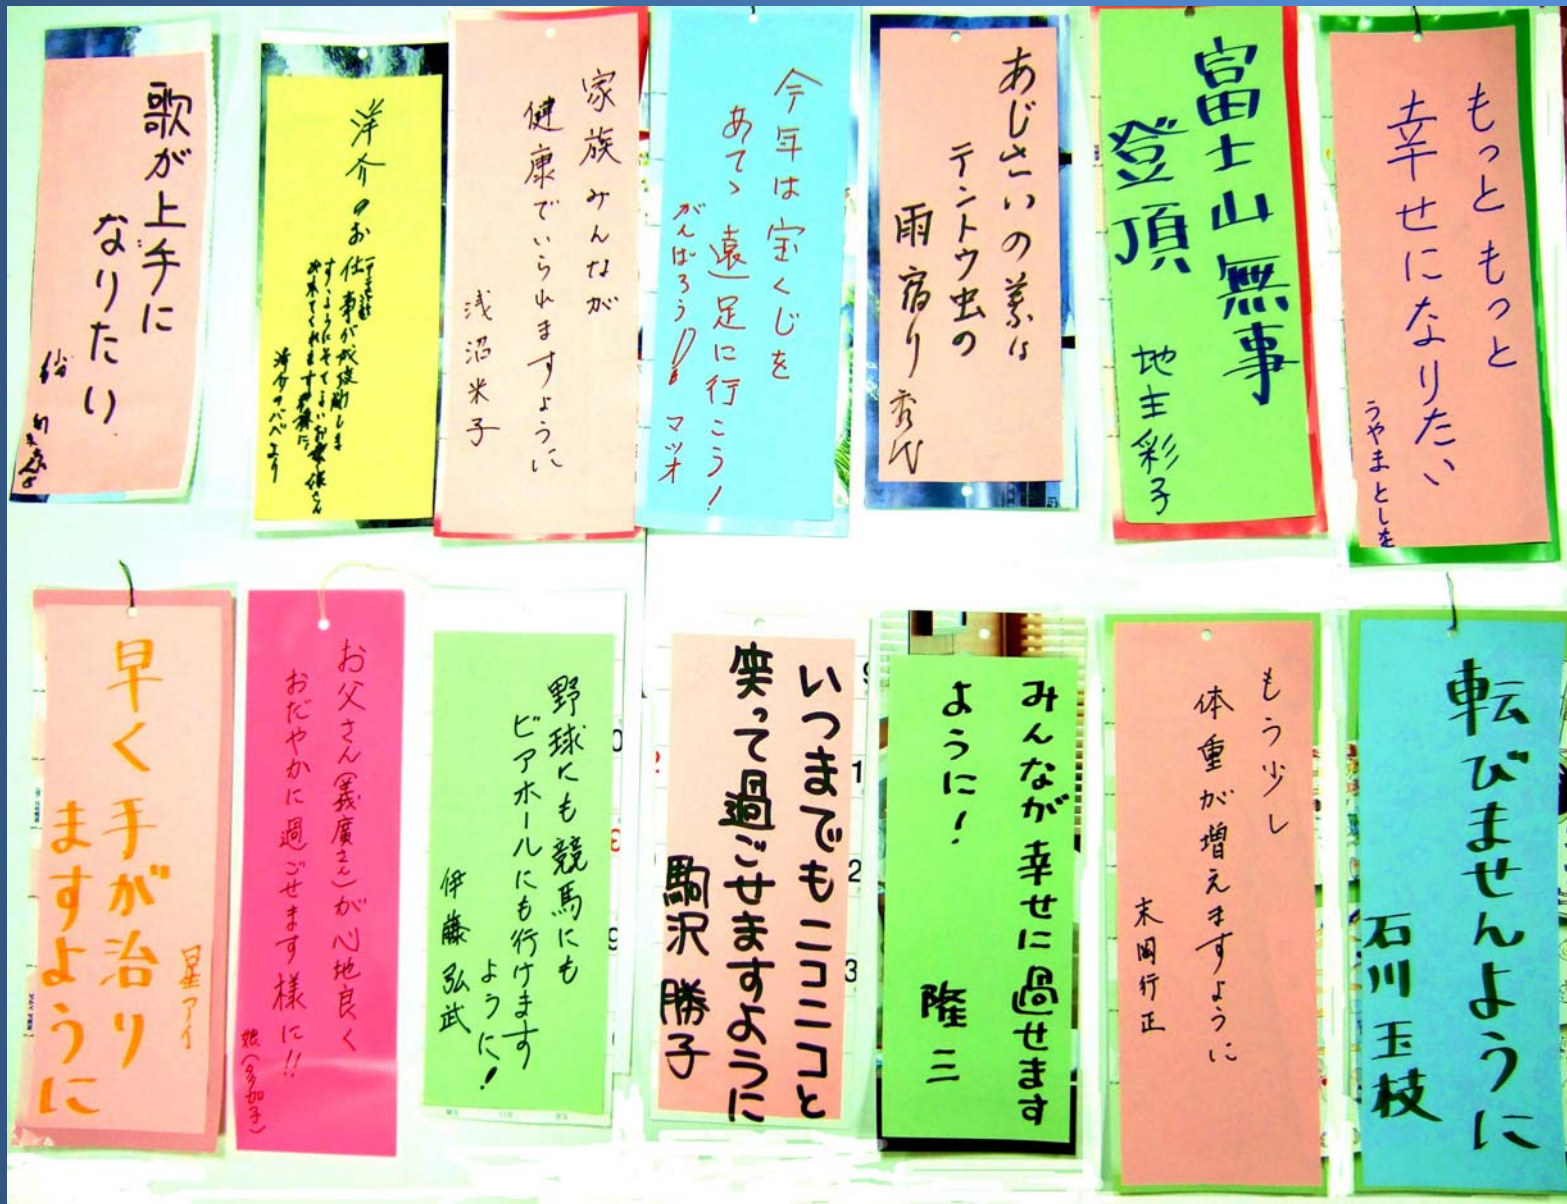 もっと もっと
幸せになりたい
うやまとしを
富士山無事
登頂
地主彩子
あじさいの葉は
テントウ虫の
雨宿り
秀代
今年は宝くじを
あてゝ 遠足に行こう!
がんばろう!! マツオ
家族みんなが
健康でいられますように
浅沼米子
洋介のお仕事が
歌が上手に
なりたい
転びませんように
石川玉枝
もう少し
体重が増えますように
末岡行正
みんなが幸せに過せます
ように!
隆三
いつまでもニコニコと
笑って過ごせますように
駒沢勝子
野球にも競馬にも
ビアホールにも行けます
ように!
伊藤弘武
お父さん(義廣さん)が心地良く
おだやかに過ごせます様に!!
娘(多加子)
早く手が治り
ますように
星アイ